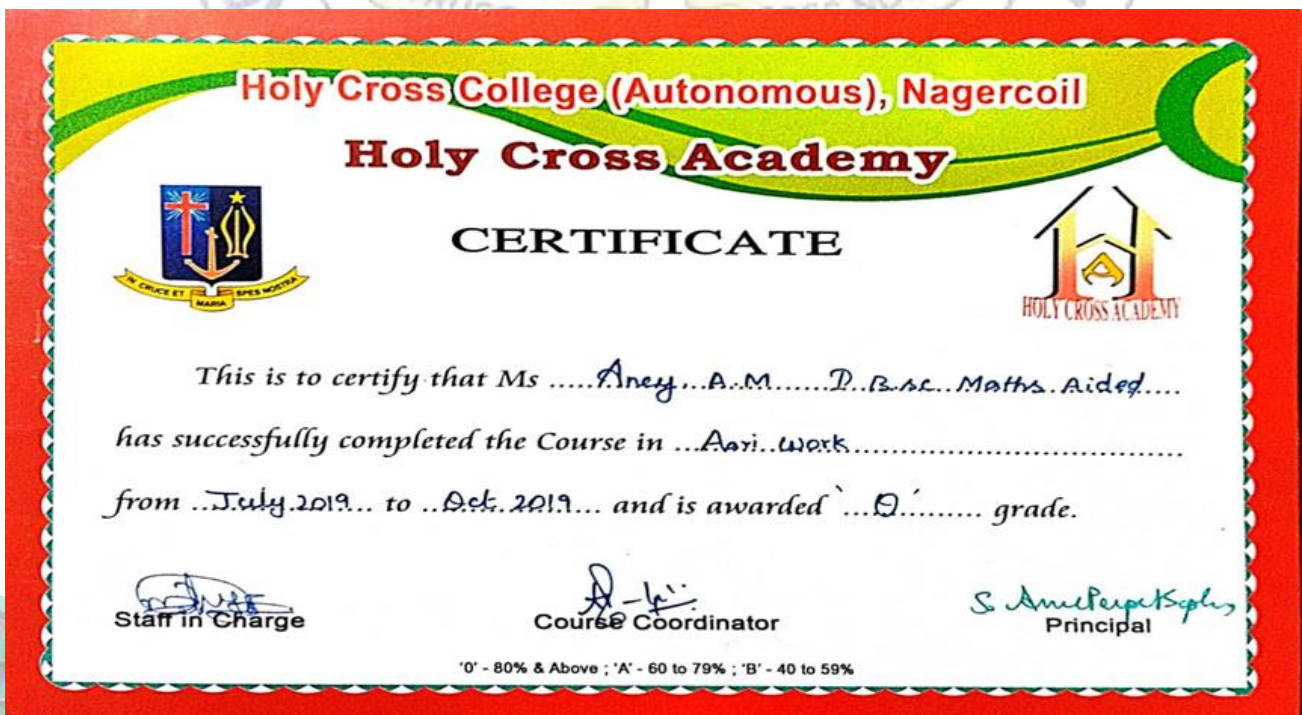 Holy Cross College (Autonomous), Nagercoil
Holy Cross Academy
CERTIFICATE
IN CRUCE ET MARIA SPES NOSTRA
HOLY CROSS ACADEMY
This is to certify that Ms ..... Ancy A.M ..... D B.sc Maths Aided ....
has successfully completed the Course in ... Aari work ...
from .. July 2019 ... to .. Oct 2019 ... and is awarded ‘ ... O’ ......... grade.
Staff in Charge
Course Coordinator
Principal
'0' - 80% & Above ; 'A' - 60 to 79% ; 'B' - 40 to 59%